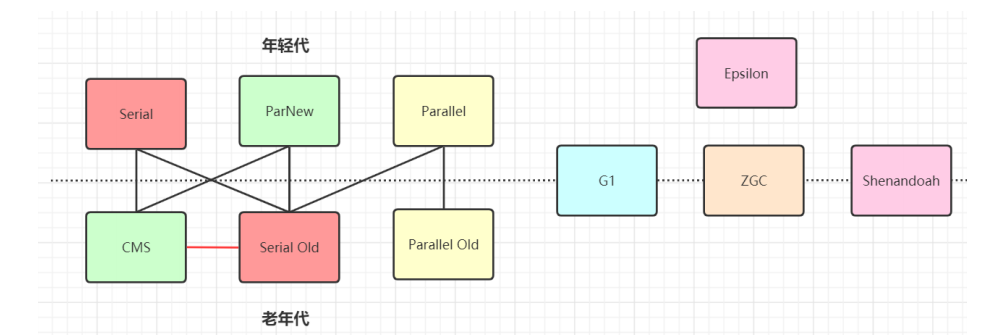 年轻代
Epsilon
Serial
ParNew
Parallel
G1
ZGC
Shenandoah
CMS
Serial Old
Parallel Old
老年代